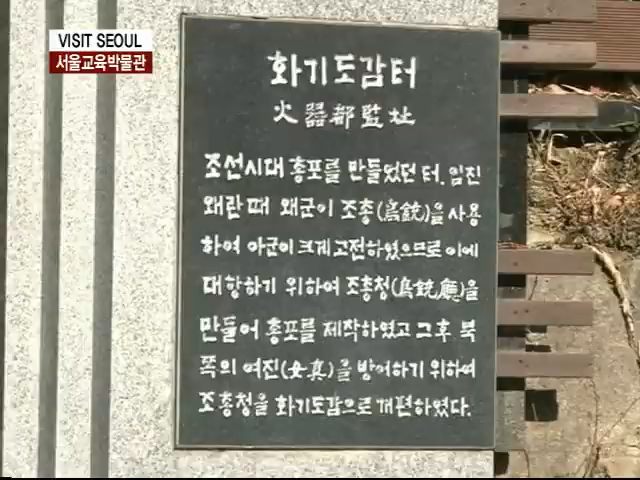 VISIT SEOUL
서울교육박물관
화기도감터
火器都監址
조선시대 총포를 만들었던 터. 임진
왜란 때 왜군이 조총(鳥銃)을 사용
하여 아군이 크게 고전하였으므로 이에
대항하기 위하여 조총청(鳥銃廳)을
만들어 총포를 제작하였고 그후 북
쪽의 여진(女眞)을 방어하기 위하여
조총청을 화기도감으로 개편하였다.